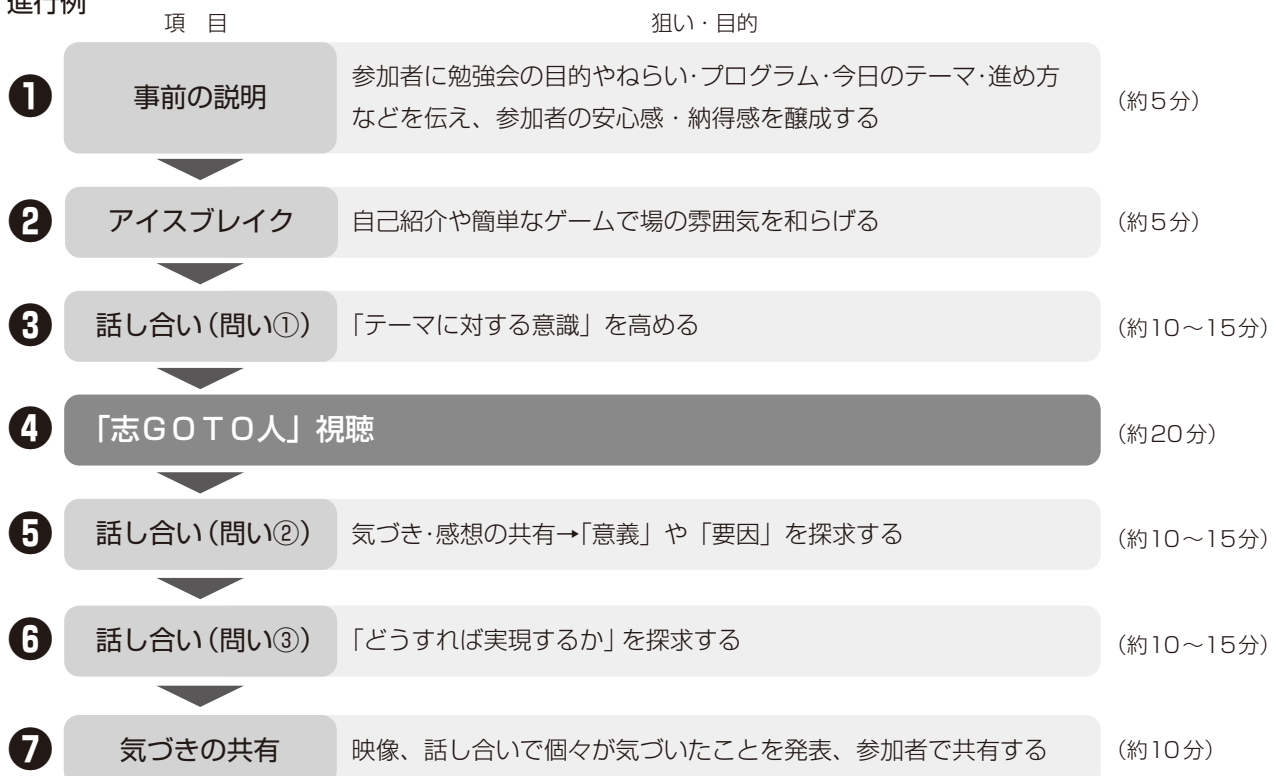 進行例
項　目　狙い・目的
❶ 事前の説明 参加者に勉強会の目的やねらい・プログラム・今日のテーマ・進め方
などを伝え、参加者の安心感・納得感を醸成する
(約5分)
❷ アイスブレイク 自己紹介や簡単なゲームで場の雰囲気を和らげる (約5分)
❸ 話し合い(問い①) 「テーマに対する意識」を高める (約10～15分)
❹ 「志GOTO人」視聴 (約20分)
❺ 話し合い(問い②) 気づき・感想の共有→「意義」や「要因」を探求する (約10～15分)
❻ 話し合い(問い③) 「どうすれば実現するか」を探求する (約10～15分)
❼ 気づきの共有 映像、話し合いで個々が気づいたことを発表、参加者で共有する (約10分)